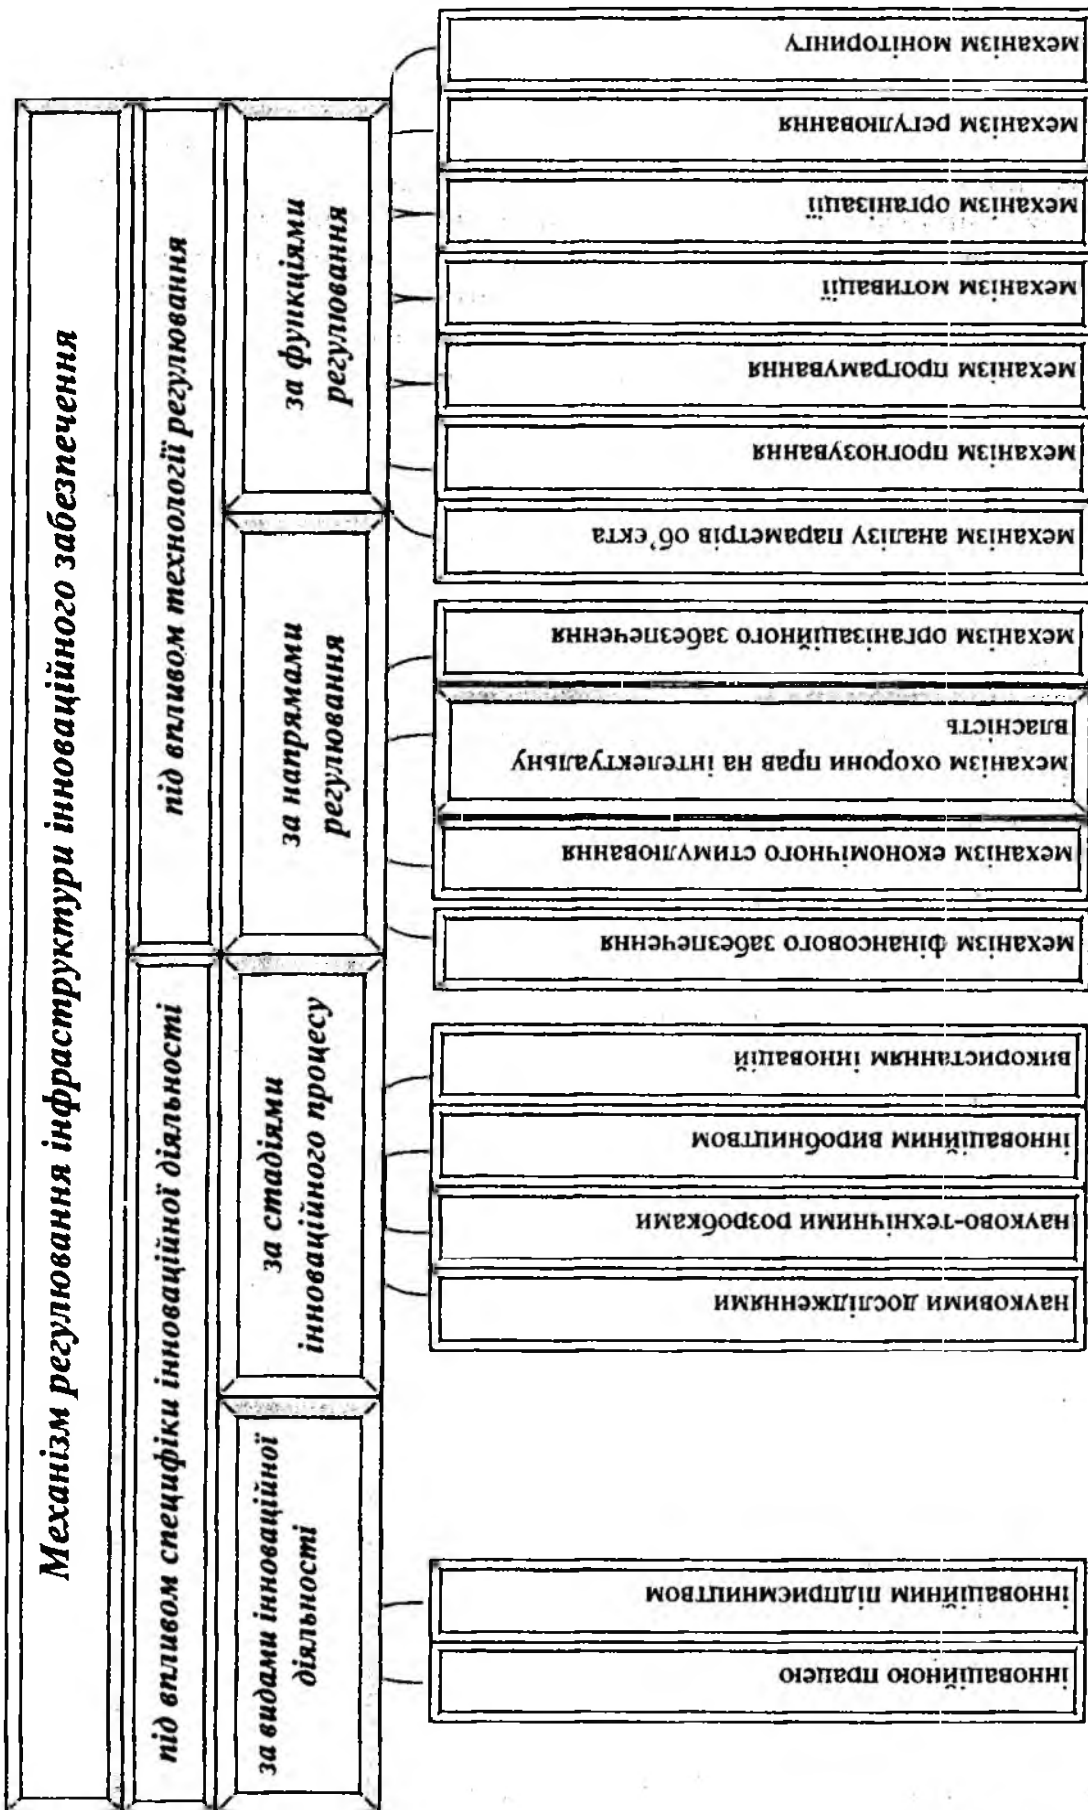 Механізм регулювання інфраструктури інноваційного забезпечення
під впливом специфіки інноваційної діяльності
під впливом технології регулювання
за видами інноваційної
діяльності
за стадіями
інноваційного процесу
за напрямами
регулювання
за функціями
регулювання
інноваційною працею
інноваційним підприємництвом
науковими дослідженнями
науково-технічними розробками
інноваційним виробництвом
використанням інновацій
механізм фінансового забезпечення
механізм економічного стимулювання
механізм охорони прав на інтелектуальну
власність
механізм організаційного забезпечення
механізм аналізу параметрів об’єкта
механізм прогнозування
механізм програмування
механізм мотивації
механізм організації
механізм регулювання
механізм моніторингу